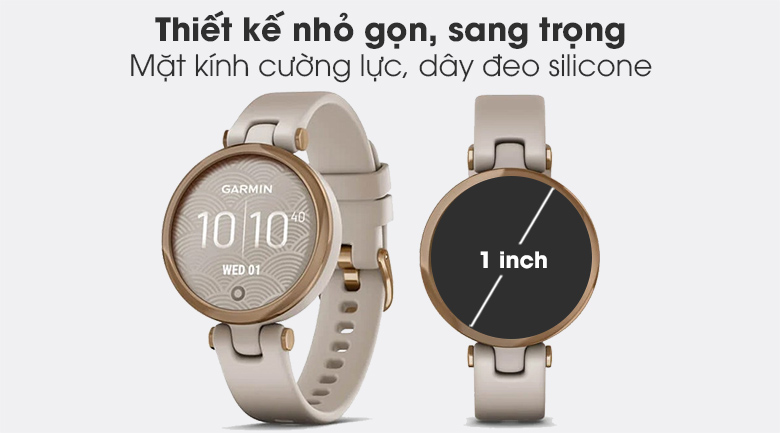 Thiết kế nhỏ gọn, sang trọng
Mặt kính cường lực, dây đeo silicone
GARMIN
10 10 40
WED 01
1 inch